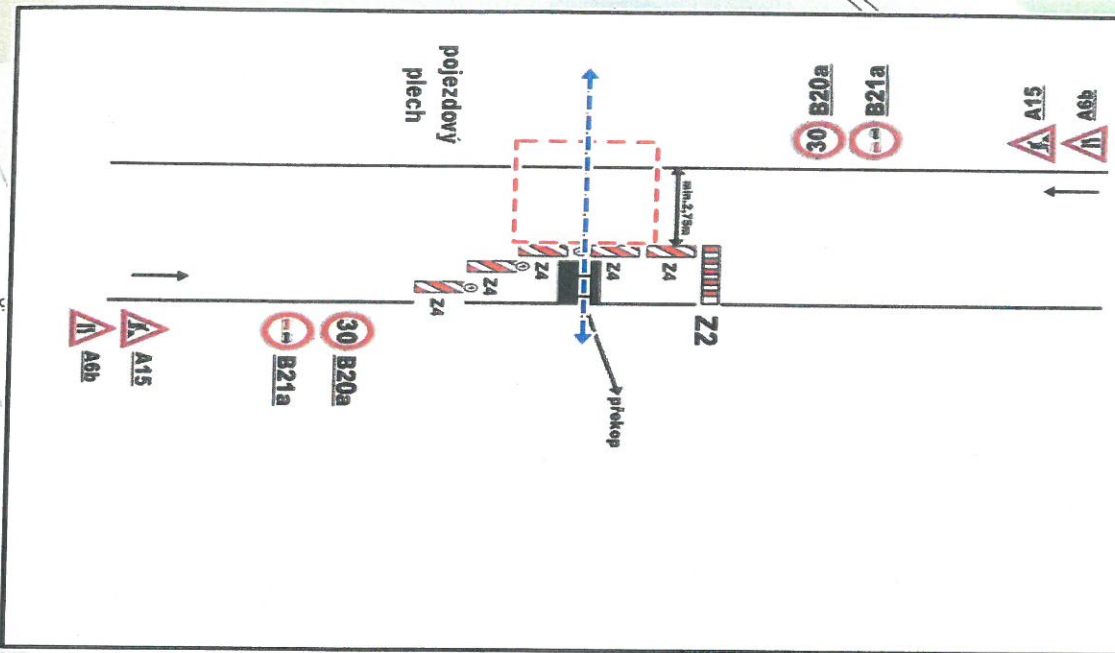 A6b
A15
B21a
30 B20a
pojezdový
plech
min.2,75m
Z4
Z4
Z4
Z4
Z4
Z2
překop
30 B20a
B21a
A15
A6b